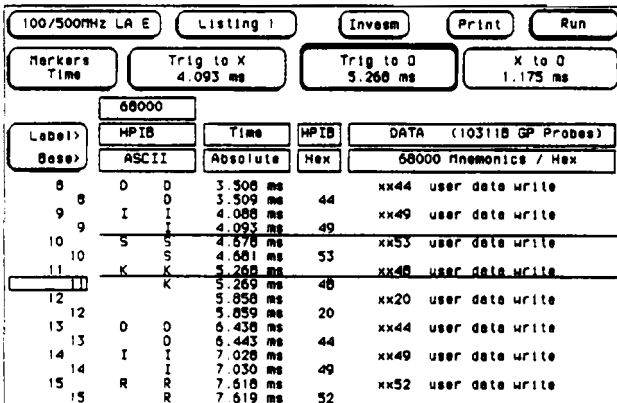 100/500MHz LA E Listing 1 Invasm Print Run
Markers Time Trig to X 4.093 ms Trig to O 5.268 ms X to O 1.175 ms
68000
Label> HPIB Time HPIB DATA (10311B GP Probes)
Base> ASCII Absolute Hex 68000 Mnemonics / Hex
8 D D 3.508 ms xx44 user data write
8 D 3.509 ms 44
9 I I 4.088 ms xx49 user data write
9 I 4.093 ms 49
10 S S 4.678 ms xx53 user data write
10 S 4.681 ms 53
11 K K 5.268 ms xx4B user data write
11 K 5.269 ms 4B
12 5.858 ms xx20 user data write
12 5.859 ms 20
13 D D 6.438 ms xx44 user data write
13 D 6.443 ms 44
14 I I 7.028 ms xx49 user data write
14 I 7.030 ms 49
15 R R 7.618 ms xx52 user data write
15 R 7.619 ms 52